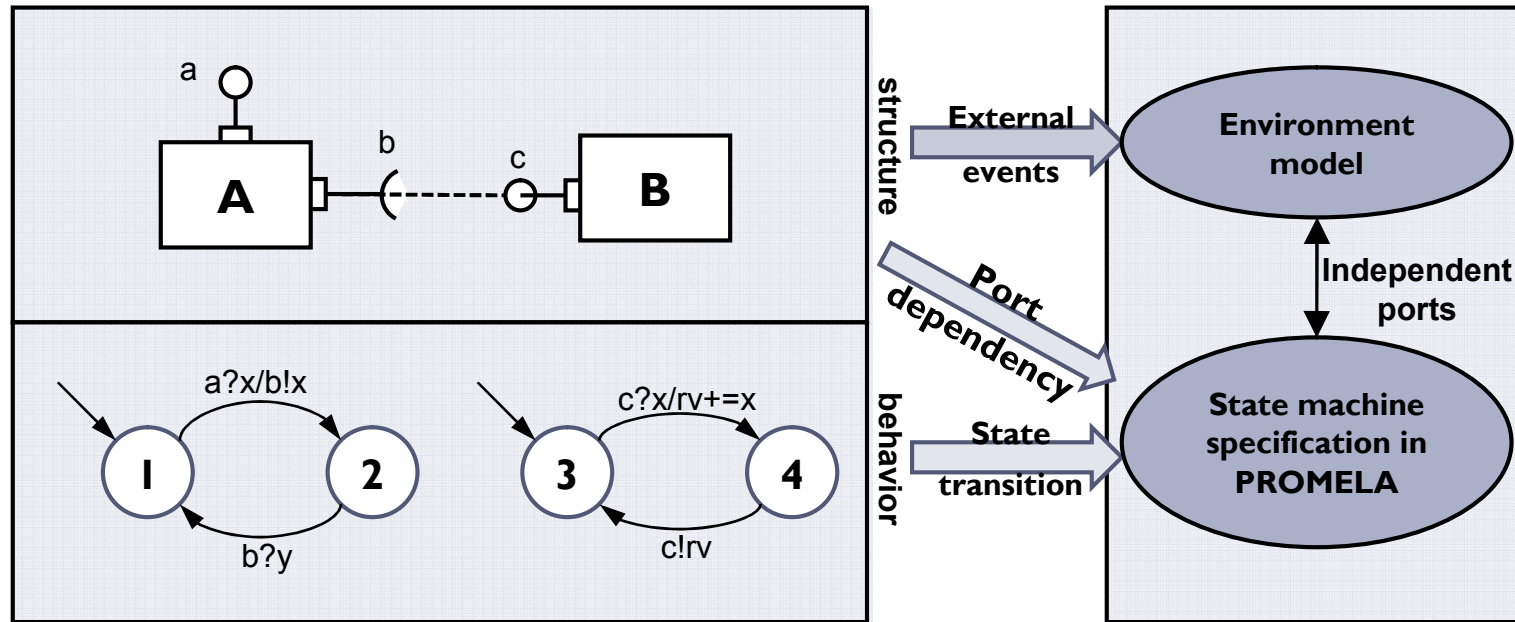 a
b
c
A
B
structure
External
events
Environment
model
Port
dependency
Independent
ports
a?x/b!x
1
2
b?y
c?x/rv+=x
3
4
c!rv
behavior
State
transition
State machine
specification in
PROMELA